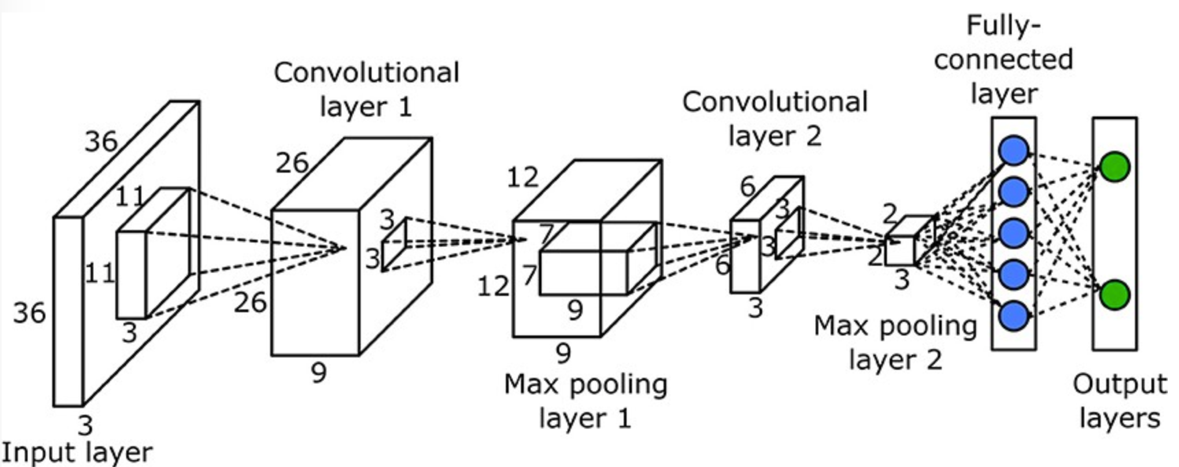 36
11
11
36
3
3
Input layer
Convolutional
layer 1
26
26
3
3
9
12
7
7
12
9
9
Max pooling
layer 1
Convolutional
layer 2
6
3
3
6
3
2
2
3
Max pooling
layer 2
Fully-
connected
layer
Output
layers